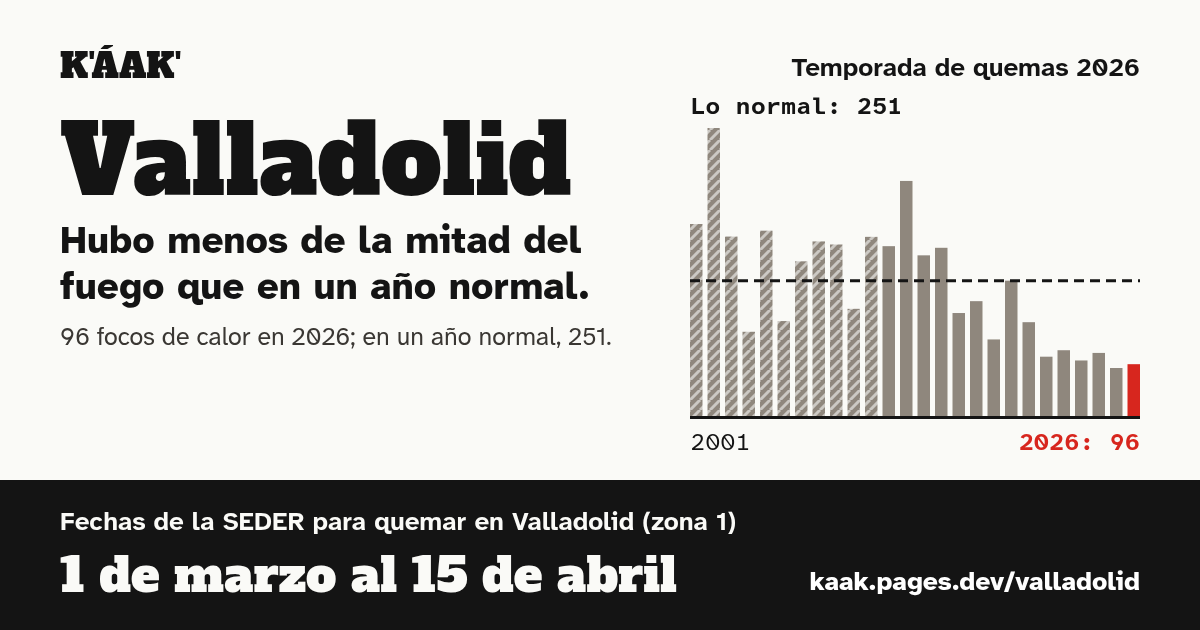 K'ÁAK'
Valladolid
Hubo menos de la mitad del
fuego que en un año normal.
96 focos de calor en 2026; en un año normal, 251.
Temporada de quemas 2026
Lo normal: 251
2001
2026: 96
Fechas de la SEDER para quemar en Valladolid (zona 1)
1 de marzo al 15 de abril
kaak.pages.dev/valladolid